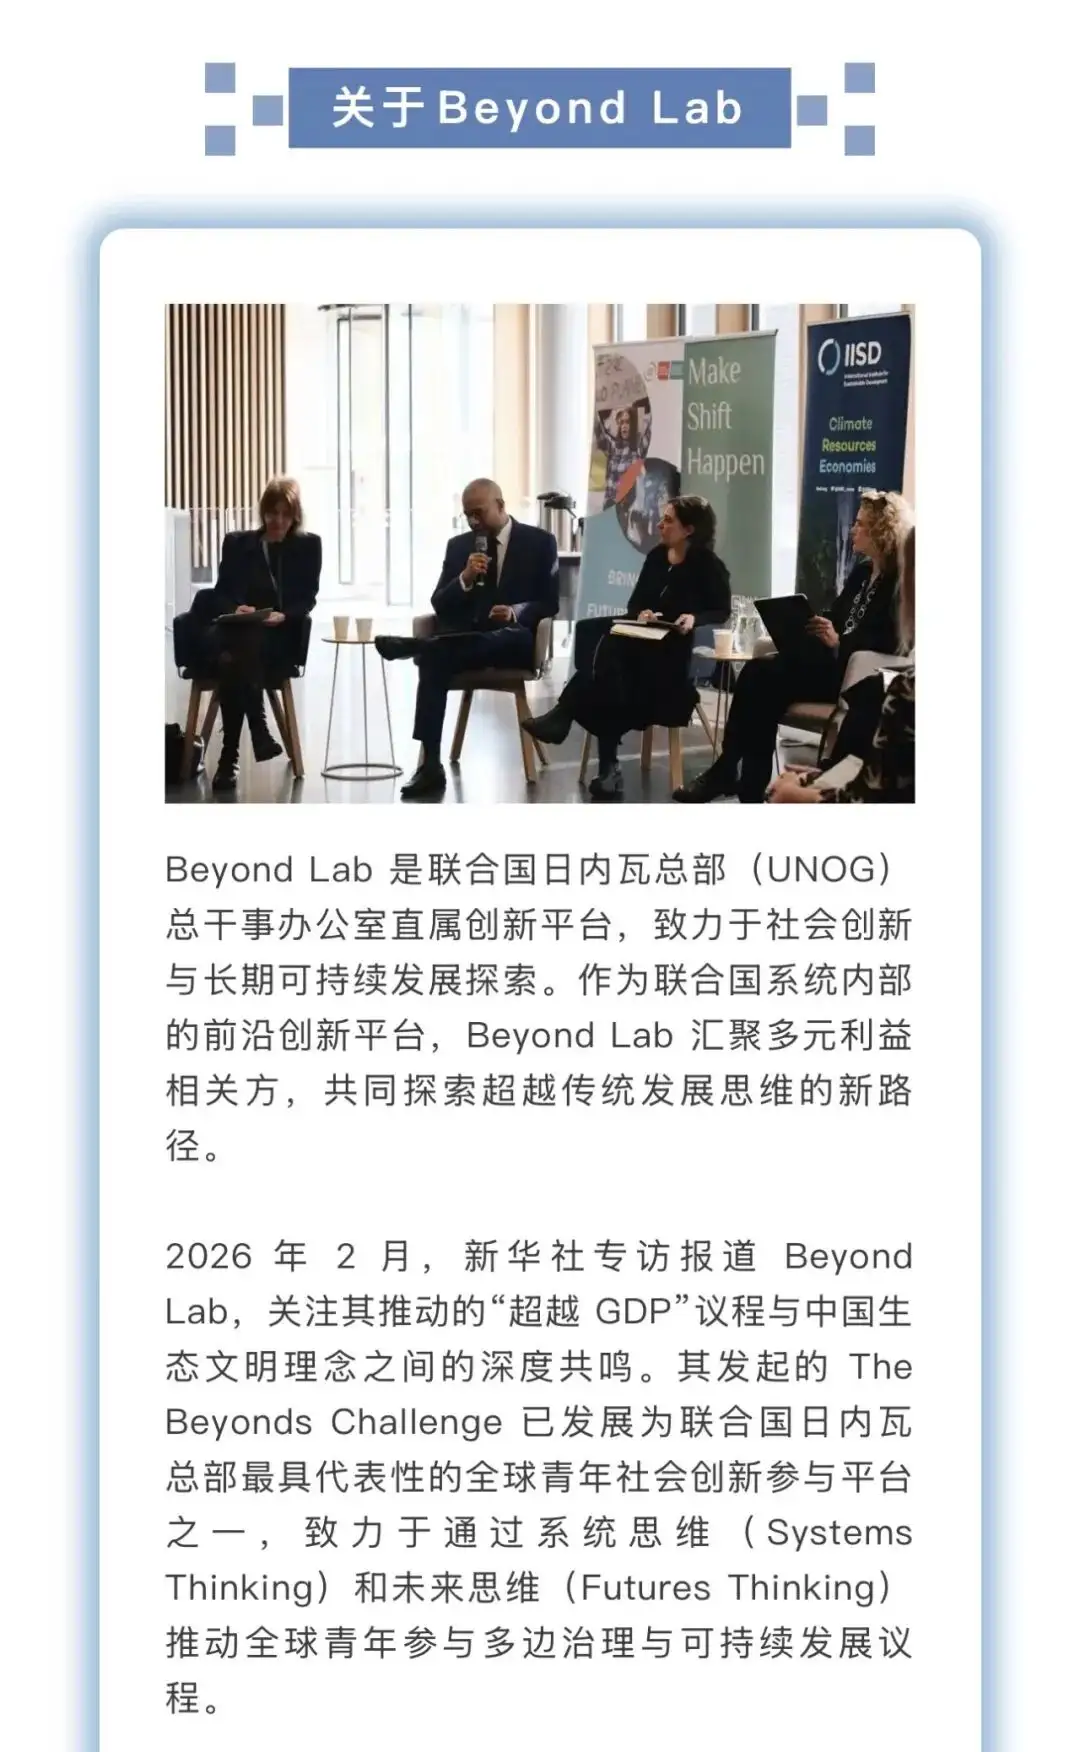 关于Beyond Lab
Make
Shift
Happen
IISD
International Institute for
Sustainable Development
Climate
Resources
Economies
Beyond Lab 是联合国日内瓦总部（UNOG）
总干事办公室直属创新平台，致力于社会创新
与长期可持续发展探索。作为联合国系统内部
的前沿创新平台，Beyond Lab 汇聚多元利益
相关方，共同探索超越传统发展思维的新路
径。
2026 年 2 月，新华社专访报道 Beyond
Lab，关注其推动的“超越 GDP”议程与中国生
态文明理念之间的深度共鸣。其发起的 The
Beyonds Challenge 已发展为联合国日内瓦
总部最具代表性的全球青年社会创新参与平台
之一，致力于通过系统思维（Systems
Thinking）和未来思维（Futures Thinking）
推动全球青年参与多边治理与可持续发展议
程。